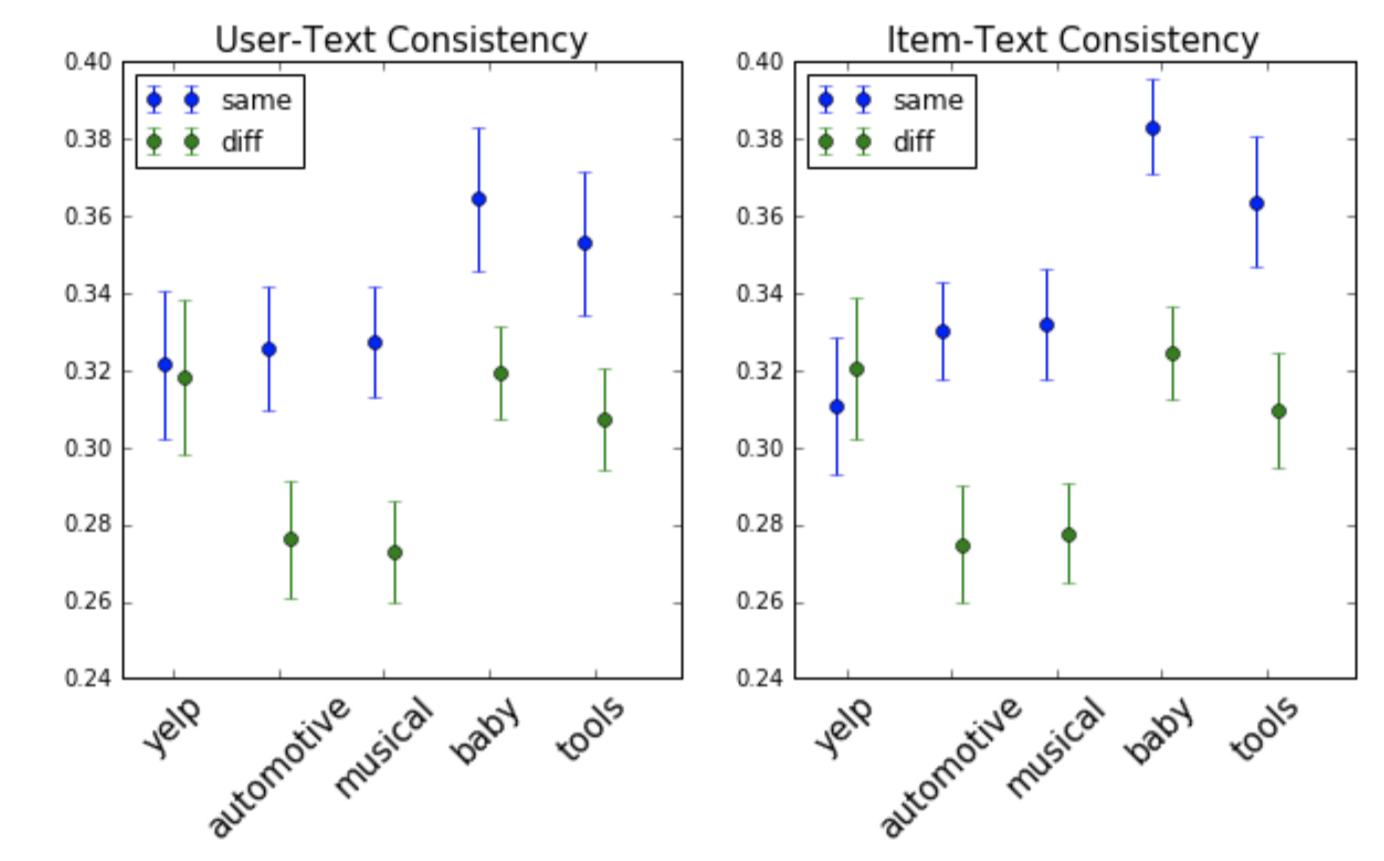 User-Text Consistency
0.40
0.38
0.36
0.34
0.32
0.30
0.28
0.26
0.24
same
diff
yelp
automotive
musical
baby
tools
Item-Text Consistency
0.40
0.38
0.36
0.34
0.32
0.30
0.28
0.26
0.24
same
diff
yelp
automotive
musical
baby
tools